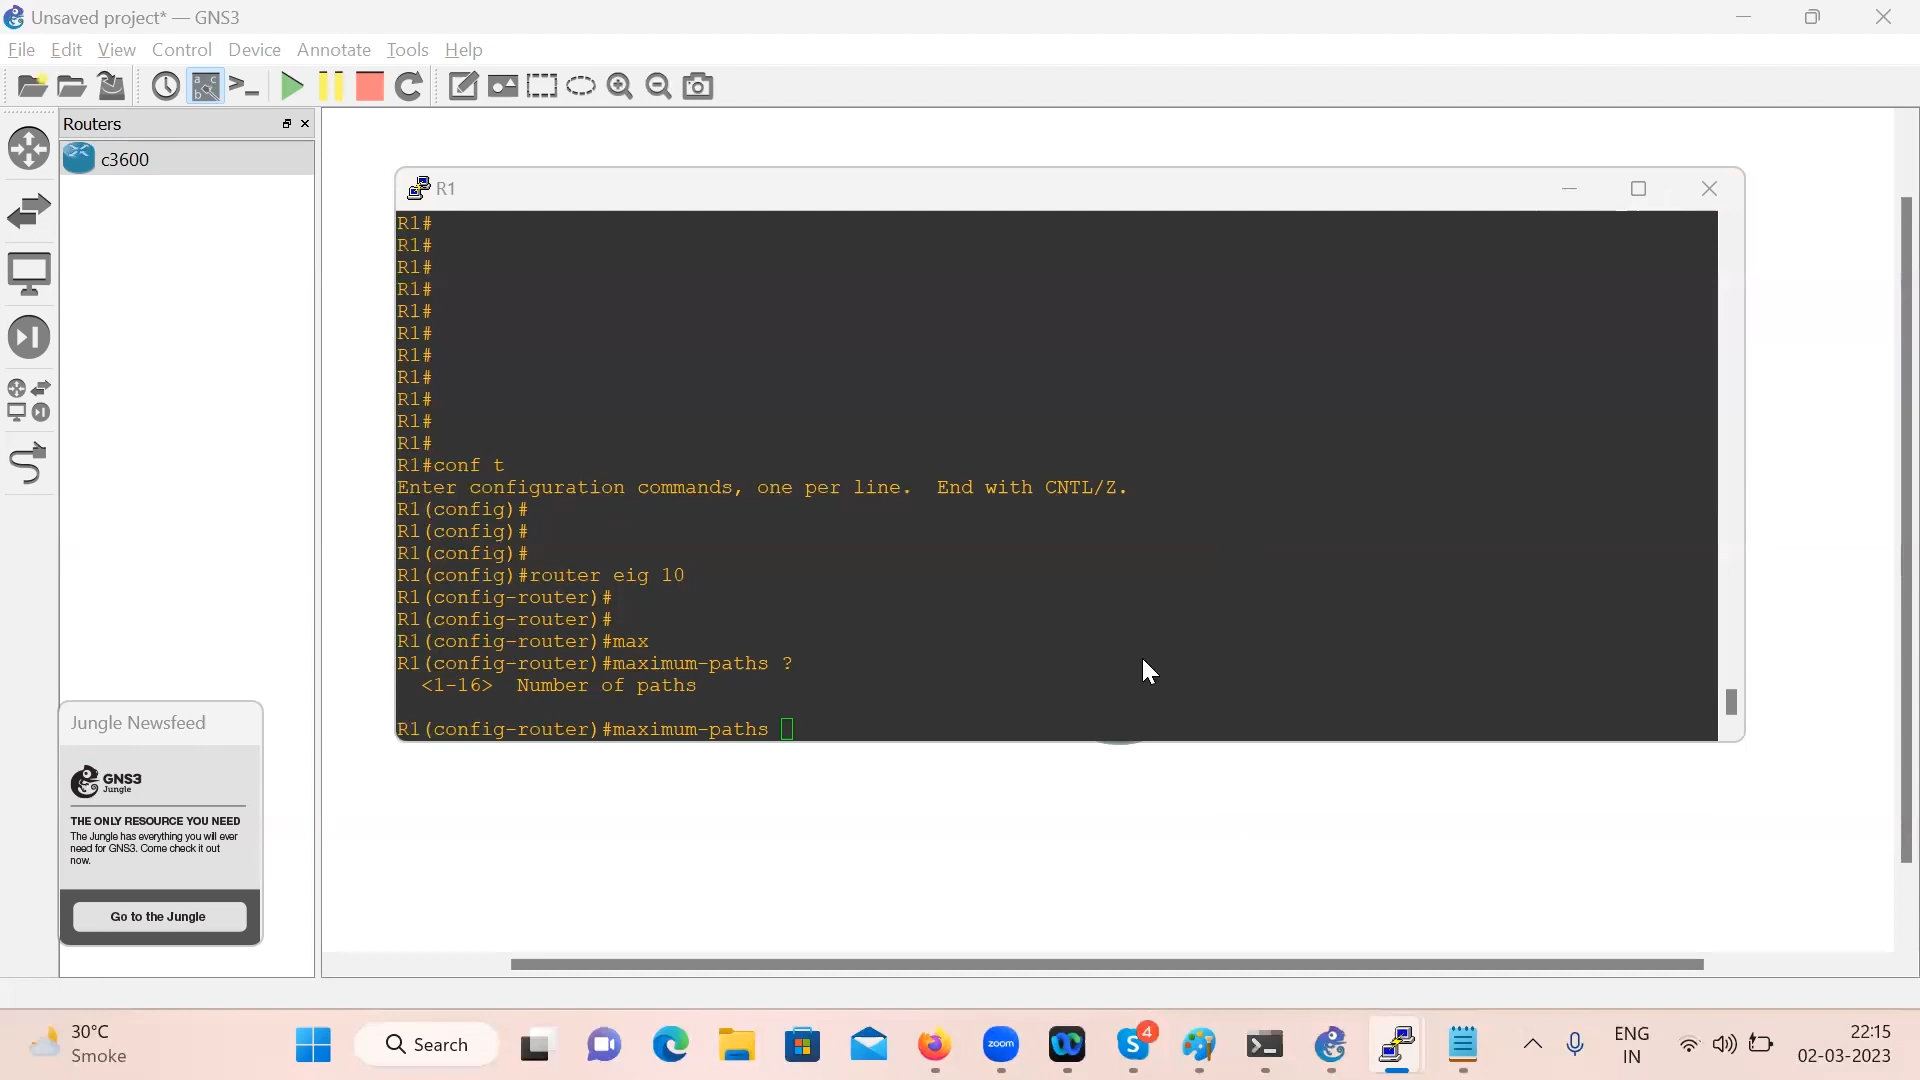 Unsaved project* — GNS3
File Edit View Control Device Annotate Tools Help
Routers
c3600
R1
R1#
R1#
R1#
R1#
R1#
R1#
R1#
R1#
R1#
R1#
R1#
R1#conf t
Enter configuration commands, one per line.  End with CNTL/Z.
R1(config)#
R1(config)#
R1(config)#
R1(config)#router eig 10
R1(config-router)#
R1(config-router)#
R1(config-router)#max
R1(config-router)#maximum-paths ?
<1-16>  Number of paths
R1(config-router)#maximum-paths
Jungle Newsfeed
GNS3
Jungle
THE ONLY RESOURCE YOU NEED
The Jungle has everything you will ever
need for GNS3. Come check it out
now.
Go to the Jungle
30°C
Smoke
Search
zoom
4
ENG
IN
22:15
02-03-2023